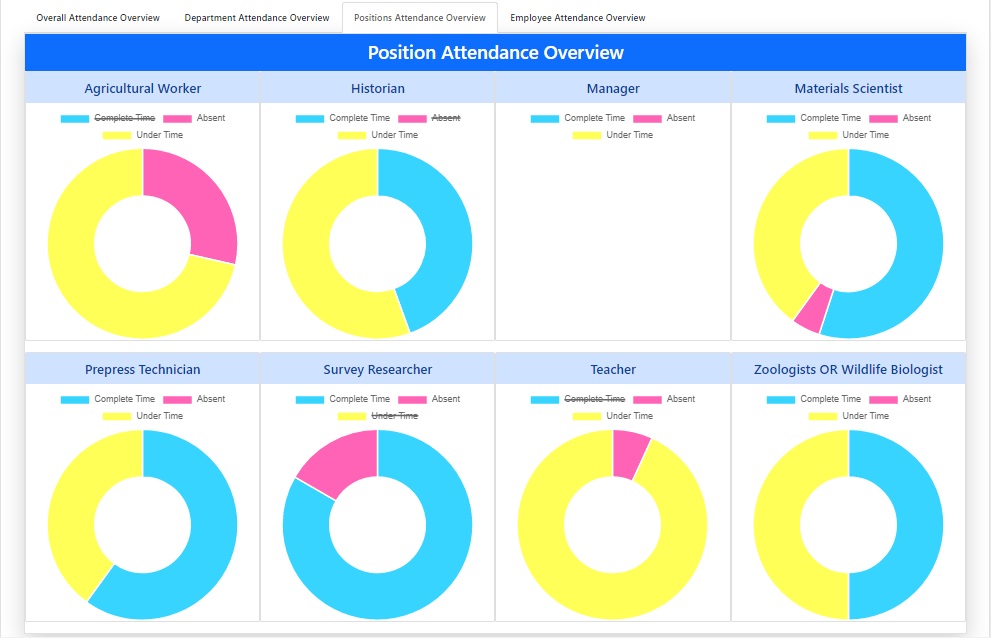 Overall Attendance Overview Department Attendance Overview Positions Attendance Overview Employee Attendance Overview
Position Attendance Overview
Agricultural Worker
Complete Time Absent
Under Time
Historian
Complete Time Absent
Under Time
Manager
Complete Time Absent
Under Time
Materials Scientist
Complete Time Absent
Under Time
Prepress Technician
Complete Time Absent
Under Time
Survey Researcher
Complete Time Absent
Under Time
Teacher
Complete Time Absent
Under Time
Zoologists OR Wildlife Biologist
Complete Time Absent
Under Time